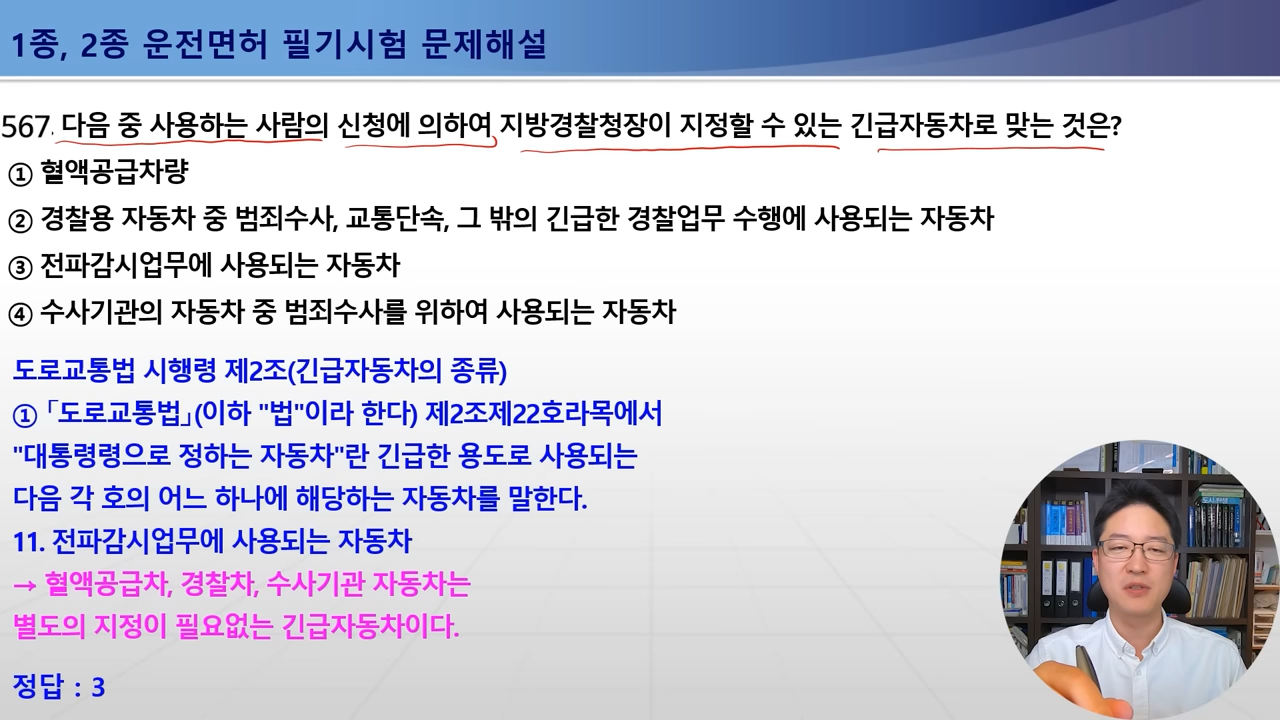 1종, 2종 운전면허 필기시험 문제해설
567. 다음 중 사용하는 사람의 신청에 의하여 지방경찰청장이 지정할 수 있는 긴급자동차로 맞는 것은?
① 혈액공급차량
② 경찰용 자동차 중 범죄수사, 교통단속, 그 밖의 긴급한 경찰업무 수행에 사용되는 자동차
③ 전파감시업무에 사용되는 자동차
④ 수사기관의 자동차 중 범죄수사를 위하여 사용되는 자동차
도로교통법 시행령 제2조(긴급자동차의 종류)
① ｢도로교통법｣(이하 "법"이라 한다) 제2조제22호라목에서
"대통령령으로 정하는 자동차"란 긴급한 용도로 사용되는
다음 각 호의 어느 하나에 해당하는 자동차를 말한다.
11. 전파감시업무에 사용되는 자동차
→ 혈액공급차, 경찰차, 수사기관 자동차는
별도의 지정이 필요없는 긴급자동차이다.
정답 : 3